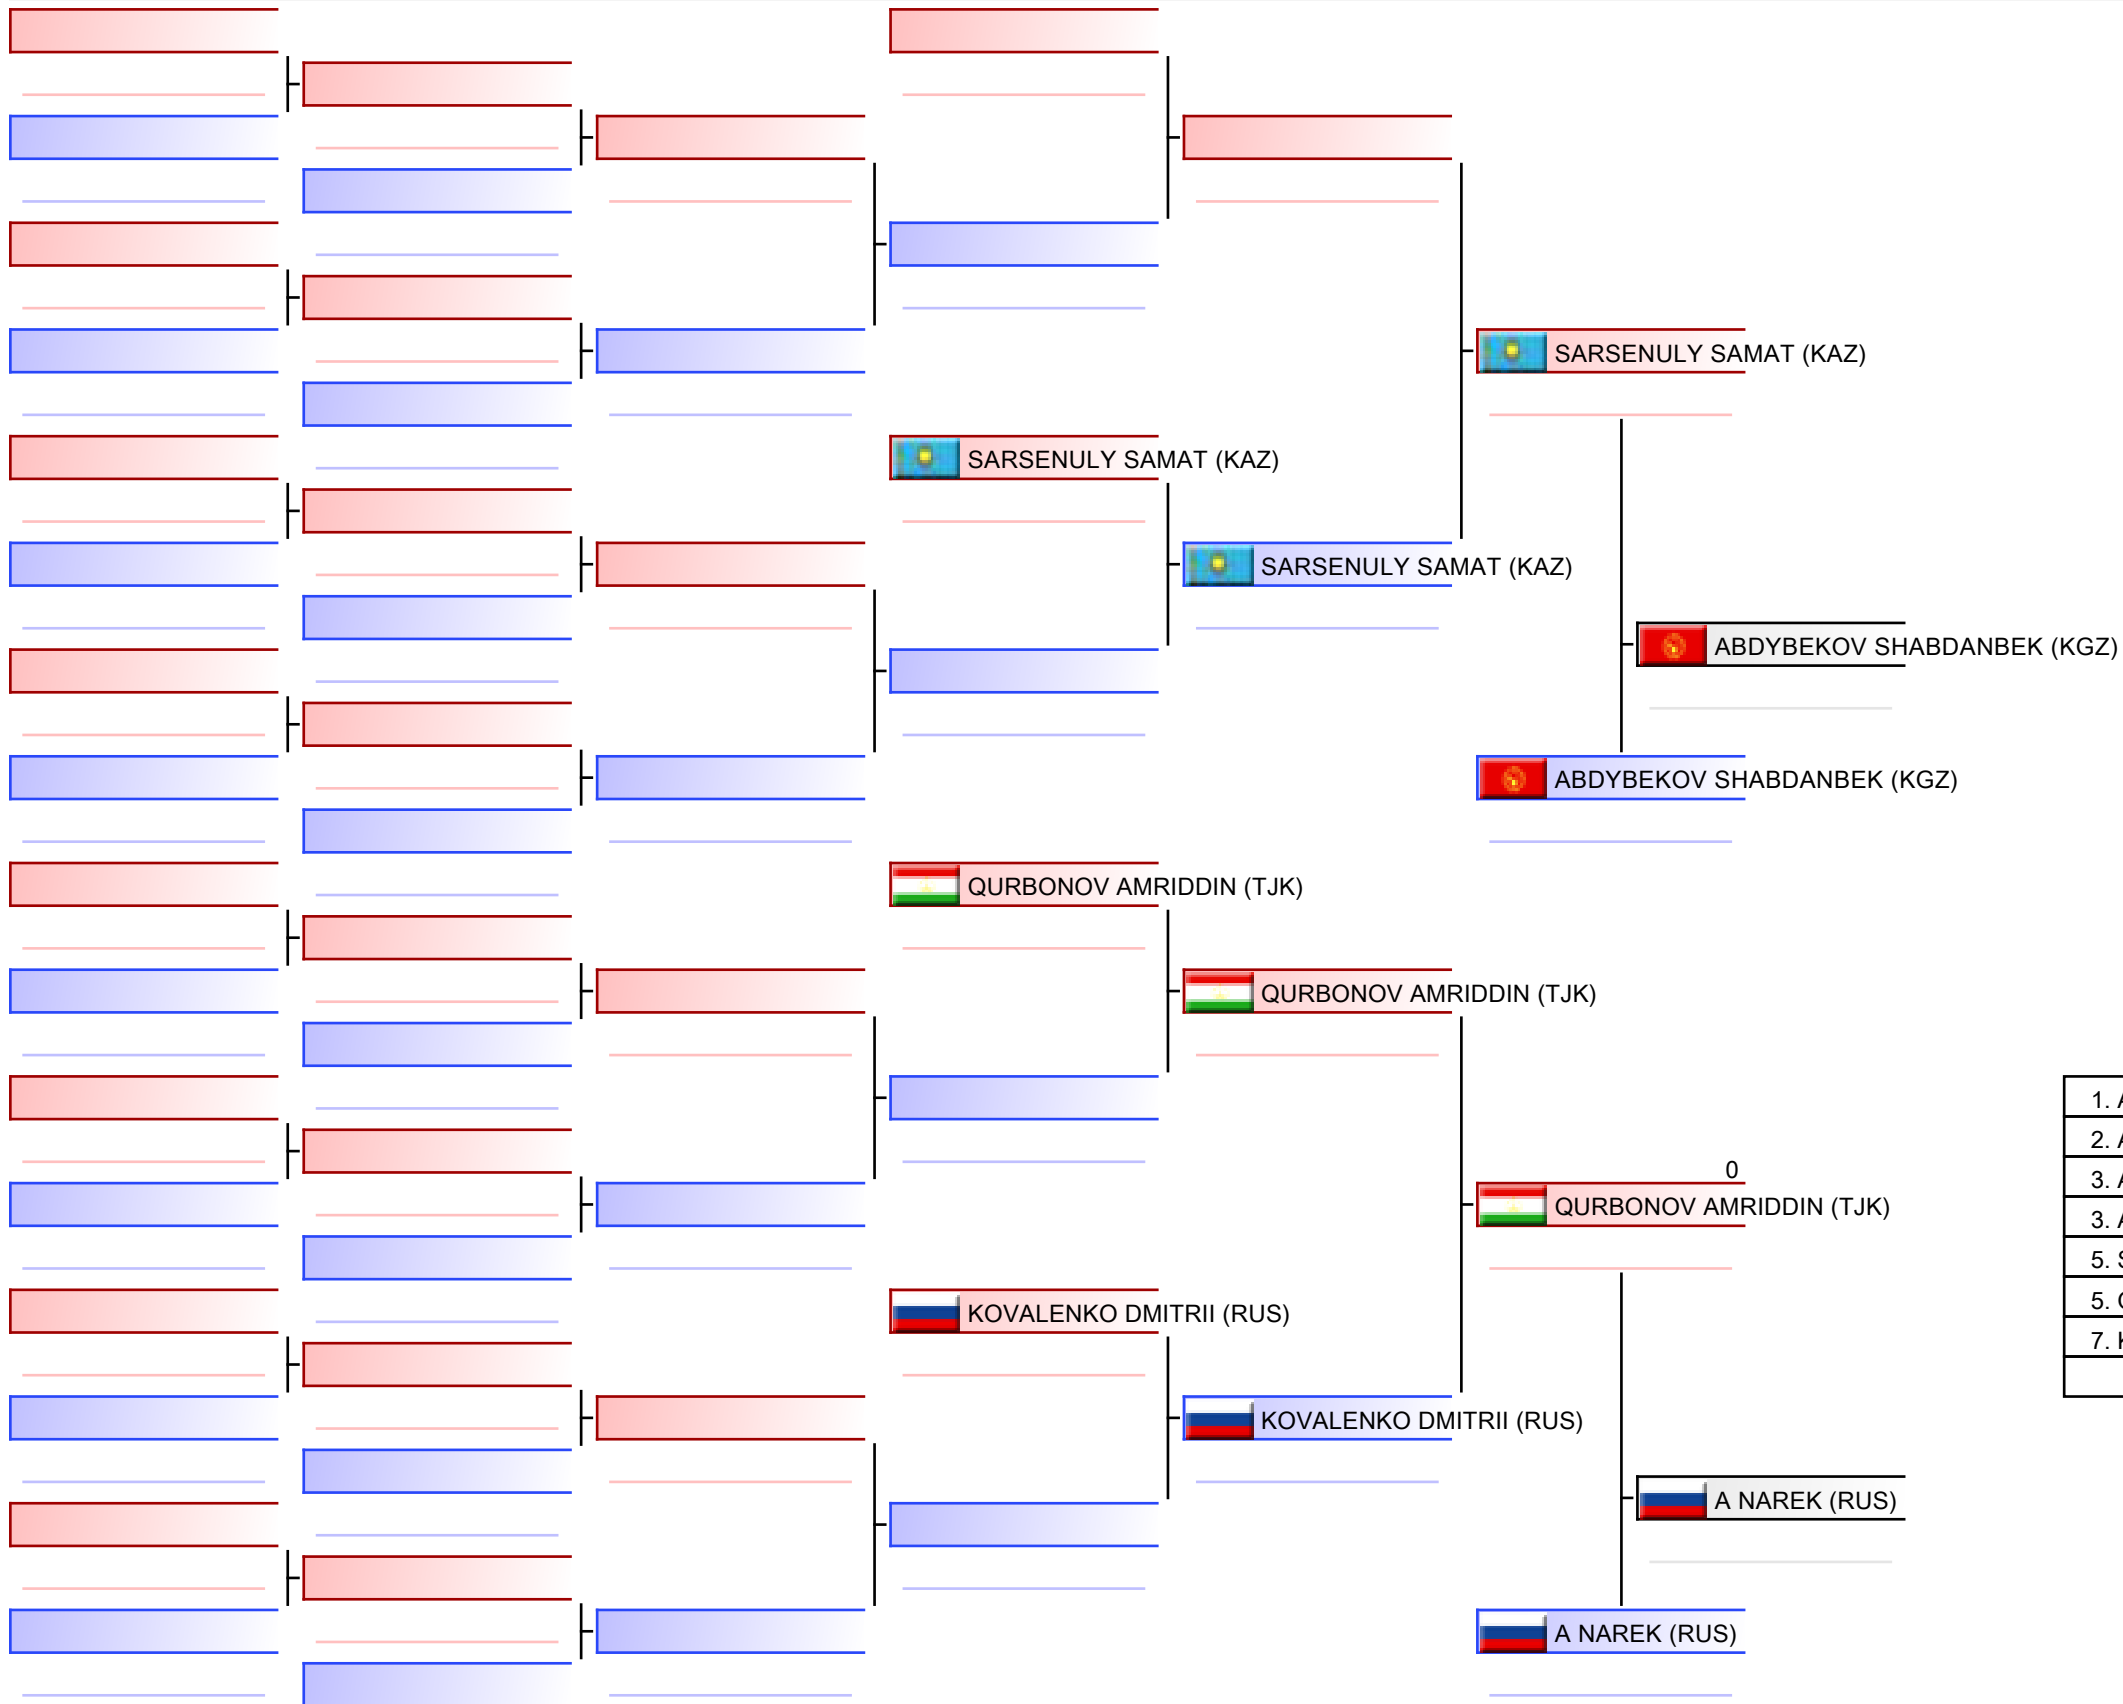 SARSENULY SAMAT (KAZ)
SARSENULY SAMAT (KAZ)
SARSENULY SAMAT (KAZ)
ABDYBEKOV SHABDANBEK (KGZ)
ABDYBEKOV SHABDANBEK (KGZ)
QURBONOV AMRIDDIN (TJK)
QURBONOV AMRIDDIN (TJK)
0
QURBONOV AMRIDDIN (TJK)
KOVALENKO DMITRII (RUS)
KOVALENKO DMITRII (RUS)
A NAREK (RUS)
A NAREK (RUS)
1.
2.
3.
3.
5.
5.
7.